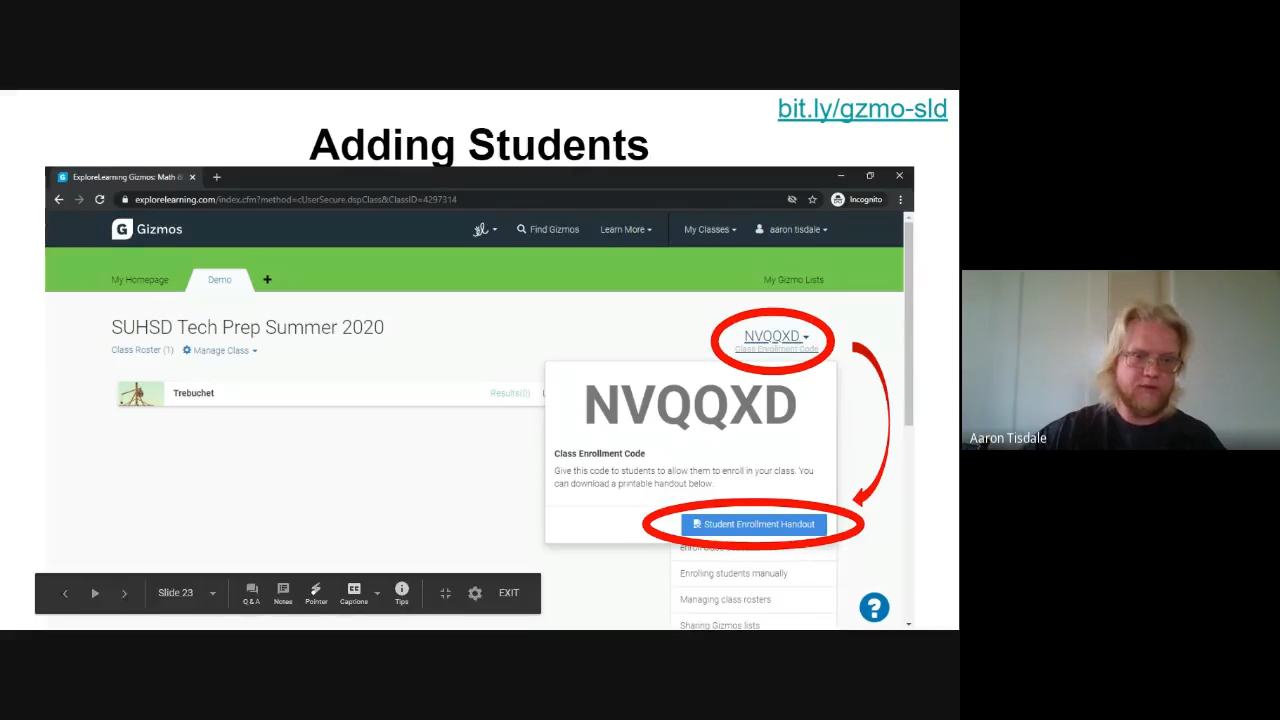 bit.ly/gzmo-sld
Adding Students
ExploreLearning Gizmos: Math &
explorelearning.com/index.cfm?method=cUserSecure.dspClass&ClassID=4297314
Incognito
G Gizmos
Find Gizmos
Learn More
My Classes
aaron tisdale
My Homepage
Demo
My Gizmo Lists
SUHSD Tech Prep Summer 2020
NVQQXD
Class Enrollment Code
Class Roster (1)
Manage Class
Trebuchet
Results(0)
NVQQXD
Class Enrollment Code
Give this code to students to allow them to enroll in your class. You
can download a printable handout below.
Student Enrollment Handout
Enrolling students manually
Managing class rosters
Sharing Gizmos lists
Slide 23
Q & A
Notes
Pointer
Captions
Tips
EXIT
?
Aaron Tisdale